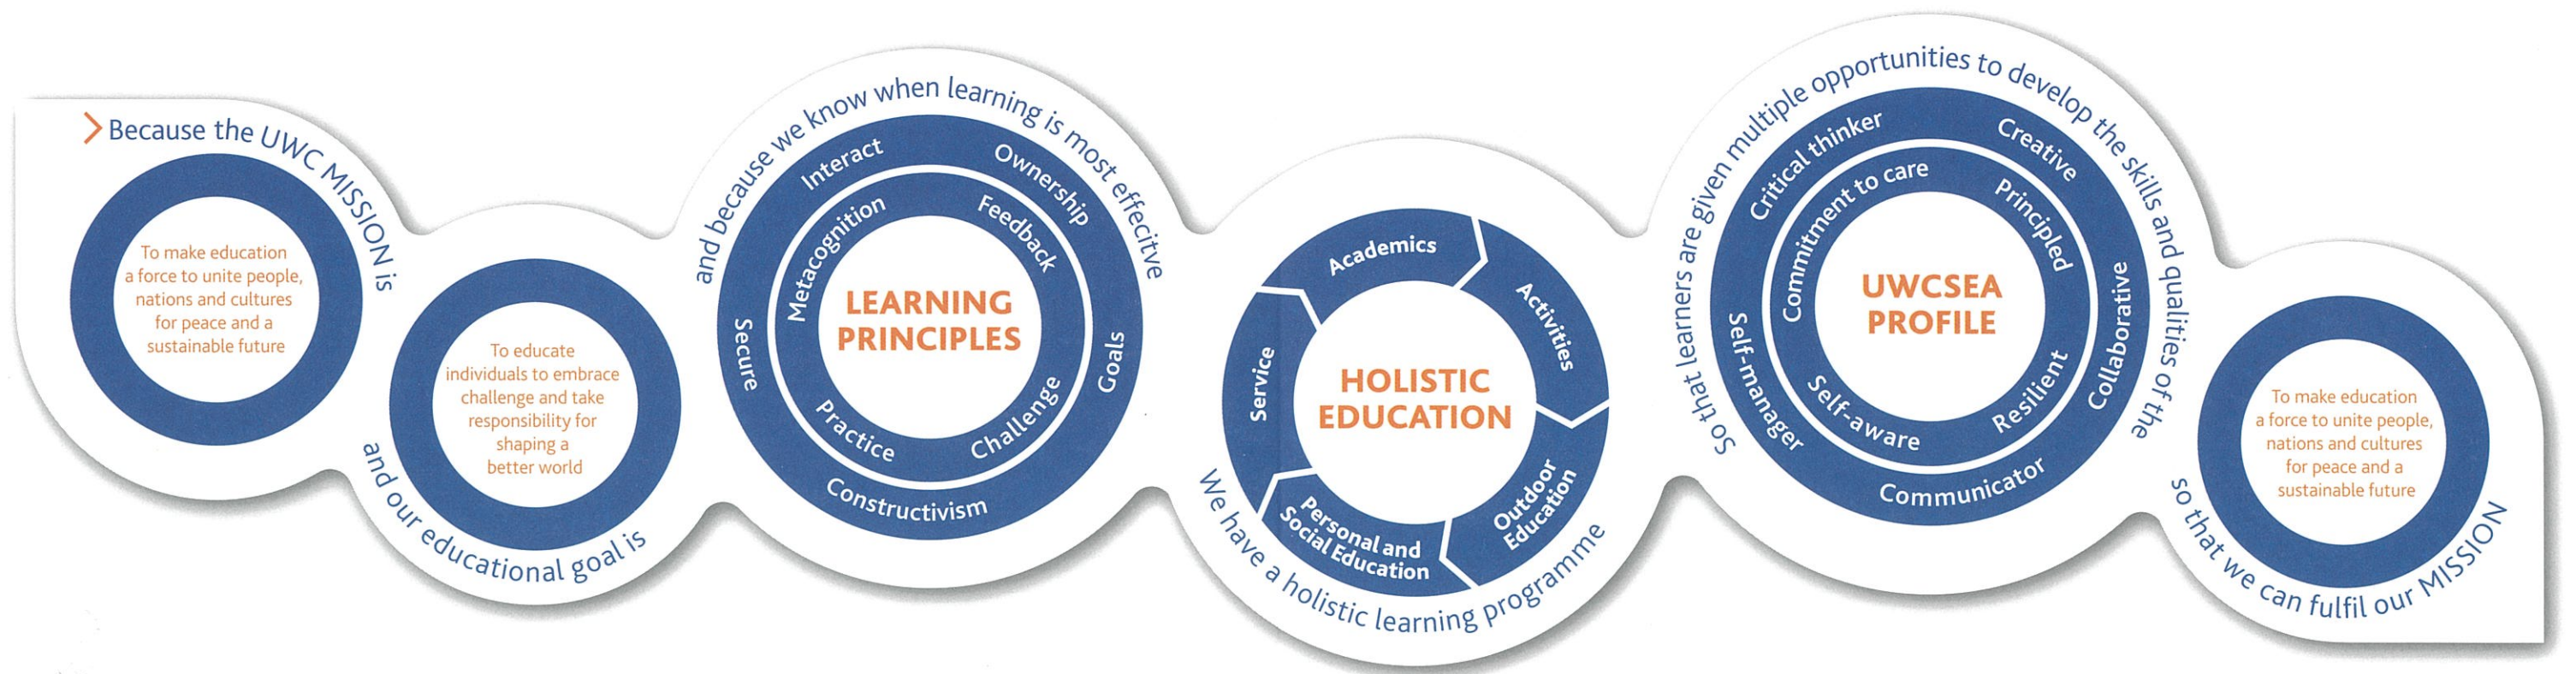 Because the UWC MISSION is
To make education
a force to unite people,
nations and cultures
for peace and a
sustainable future
and our educational goal is
To educate
individuals to embrace
challenge and take
responsibility for
shaping a
better world
and because we know when learning is most effecitve
LEARNING
PRINCIPLES
Interact
Ownership
Goals
Constructivism
Secure
Metacognition
Feedback
Challenge
Practice
We have a holistic learning programme
HOLISTIC
EDUCATION
Academics
Activities
Outdoor
Education
Personal and
Social Education
Service
So that learners are given multiple opportunities to develop the skills and qualities of the
UWCSEA
PROFILE
Critical thinker
Creative
Collaborative
Communicator
Self-manager
Commitment to care
Principled
Resilient
Self-aware
so that we can fulfil our MISSION
To make education
a force to unite people,
nations and cultures
for peace and a
sustainable future